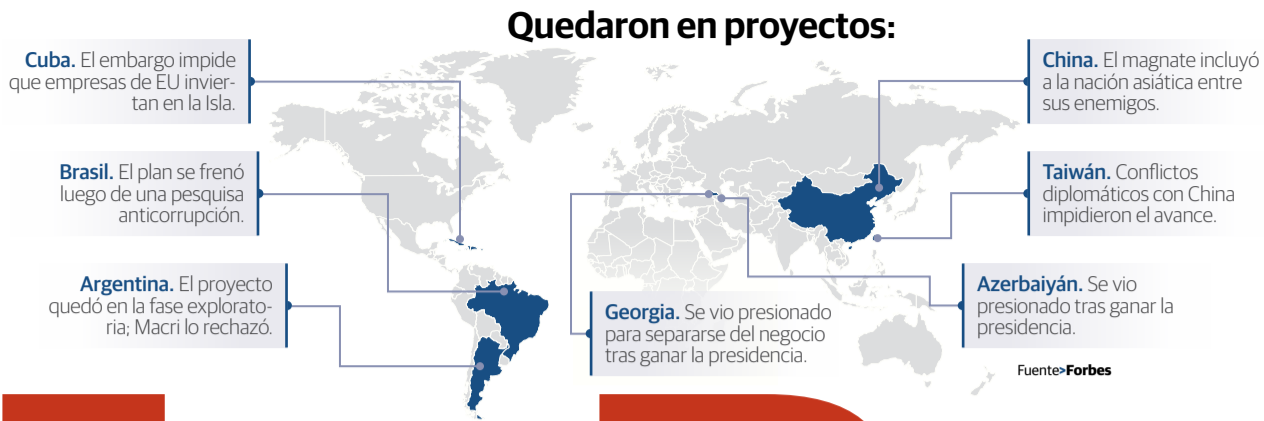 Quedaron en proyectos:
Cuba. El embargo impide
que empresas de EU invier-
tan en la Isla.
Brasil. El plan se frenó
luego de una pesquisa
anticorrupción.
Argentina. El proyecto
quedó en la fase explorato-
ria; Macri lo rechazó.
Georgia. Se vio presionado
para separarse del negocio
tras ganar la presidencia.
China. El magnate incluyó
a la nación asiática entre
sus enemigos.
Taiwán. Conflictos
diplomáticos con China
impidieron el avance.
Azerbaiyán. Se vio
presionado tras ganar la
presidencia.
Fuente>Forbes